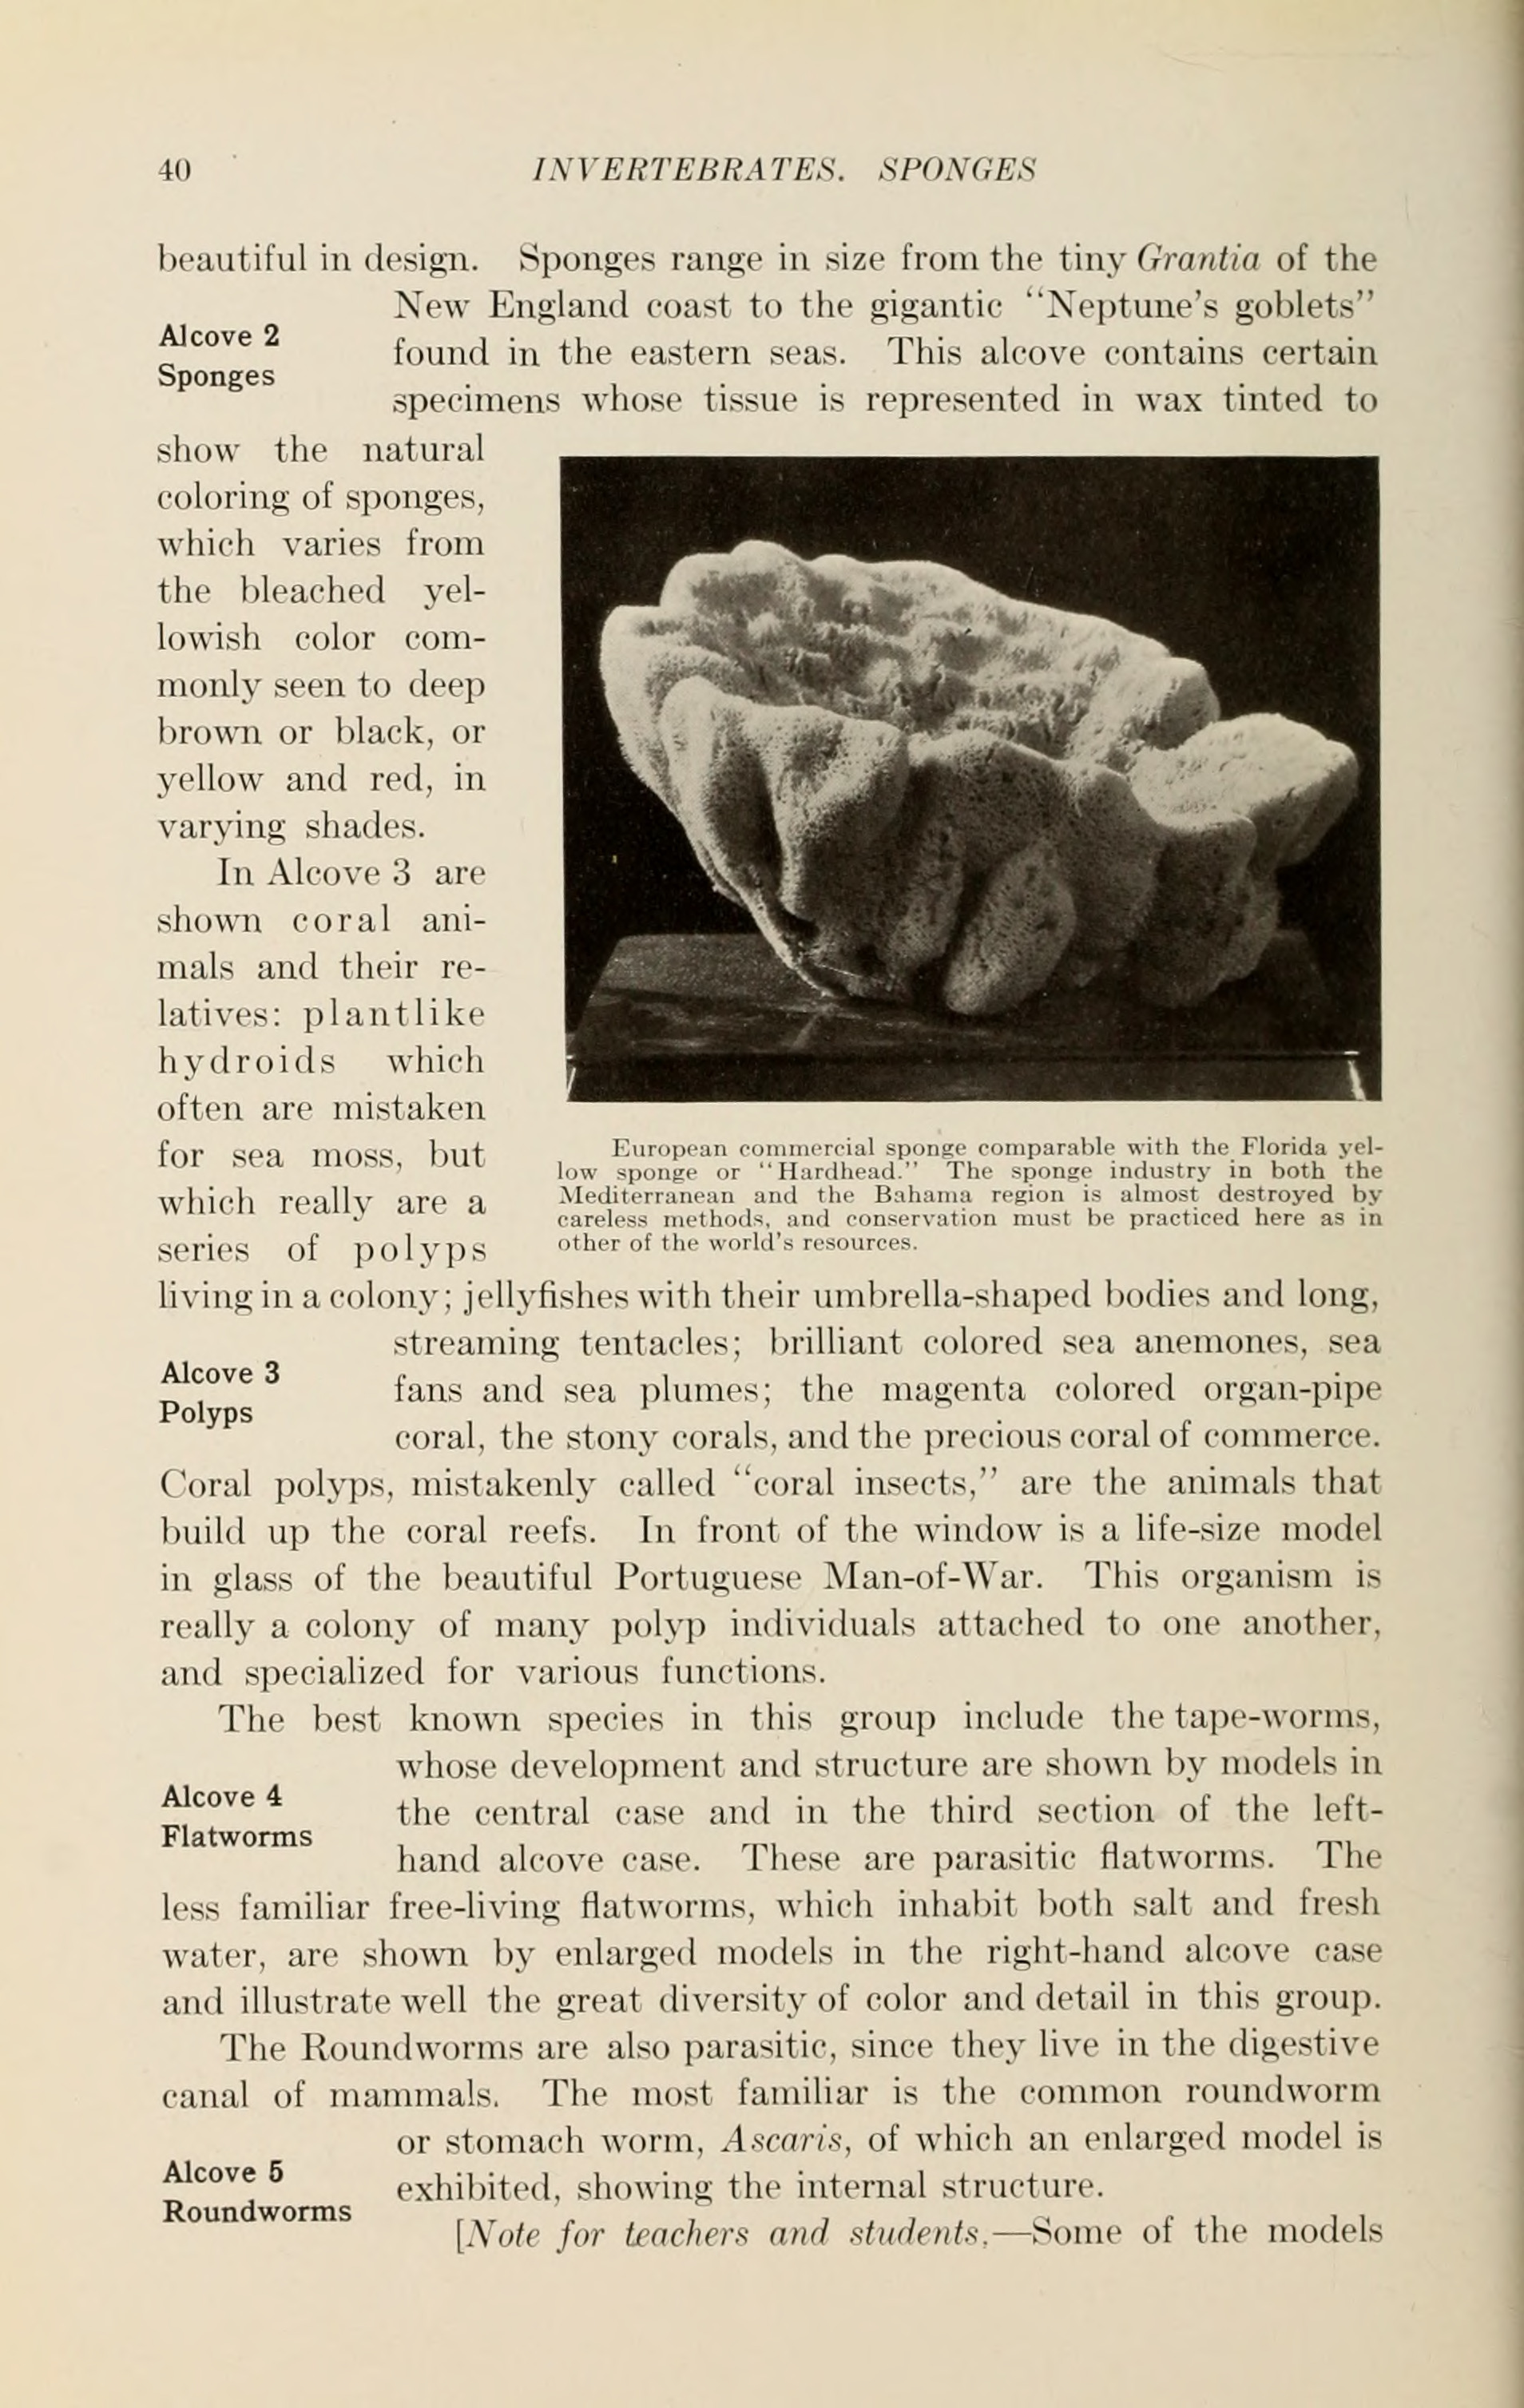 40
INVERTEBRATES. SPONGES
beautiful in design. Sponges range in size from the tiny Grantia of the
New England coast to the gigantic “Neptune’s goblets”
Alcove 2
Sponges
found in the eastern seas. This alcove contains certain
specimens whose tissue is represented in wax tinted to
show the natural
coloring of sponges,
which varies from
the bleached yel-
lowish color com-
monly seen to deep
brown or black, or
yellow and red, in
varying shades.
In Alcove 3 are
shown coral ani-
mals and their re-
latives: plantlike
hydroids which
often are mistaken
for sea moss, but
which really are a
series of polyps
European commercial sponge comparable with the Florida yel-
low sponge or “Hardhead.” The sponge industry in both the
Mediterranean and the Bahama region is almost destroyed by
careless methods, and conservation must be practiced here as in
other of the world’s resources.
living in a colony; jellyfishes with their umbrella-shaped bodies and long,
streaming tentacles; brilliant colored sea anemones, sea
Alcove 3
Polyps
fans and sea plumes; the magenta colored organ-pipe
coral, the stony corals, and the precious coral of commerce.
Coral polyps, mistakenly called “coral insects,” are the animals that
build up the coral reefs. In front of the window is a life-size model
in glass of the beautiful Portuguese Man-of-War. This organism is
really a colony of many polyp individuals attached to one another,
and specialized for various functions.
The best known species in this group include the tape-worms,
whose development and structure are shown by models in
Alcove 4
Flatworms
the central case and in the third section of the left-
hand alcove case. These are parasitic flatworms. The
less familiar free-living flatworms, which inhabit both salt and fresh
water, are shown by enlarged models in the right-hand alcove case
and illustrate well the great diversity of color and detail in this group.
The Roundworms are also parasitic, since they live in the digestive
canal of mammals. The most familiar is the common roundworm
or stomach worm, Ascaris, of which an enlarged model is
Alcove 5
Roundworms
exhibited, showing the internal structure.
[Note for teachers and students.—Some of the models